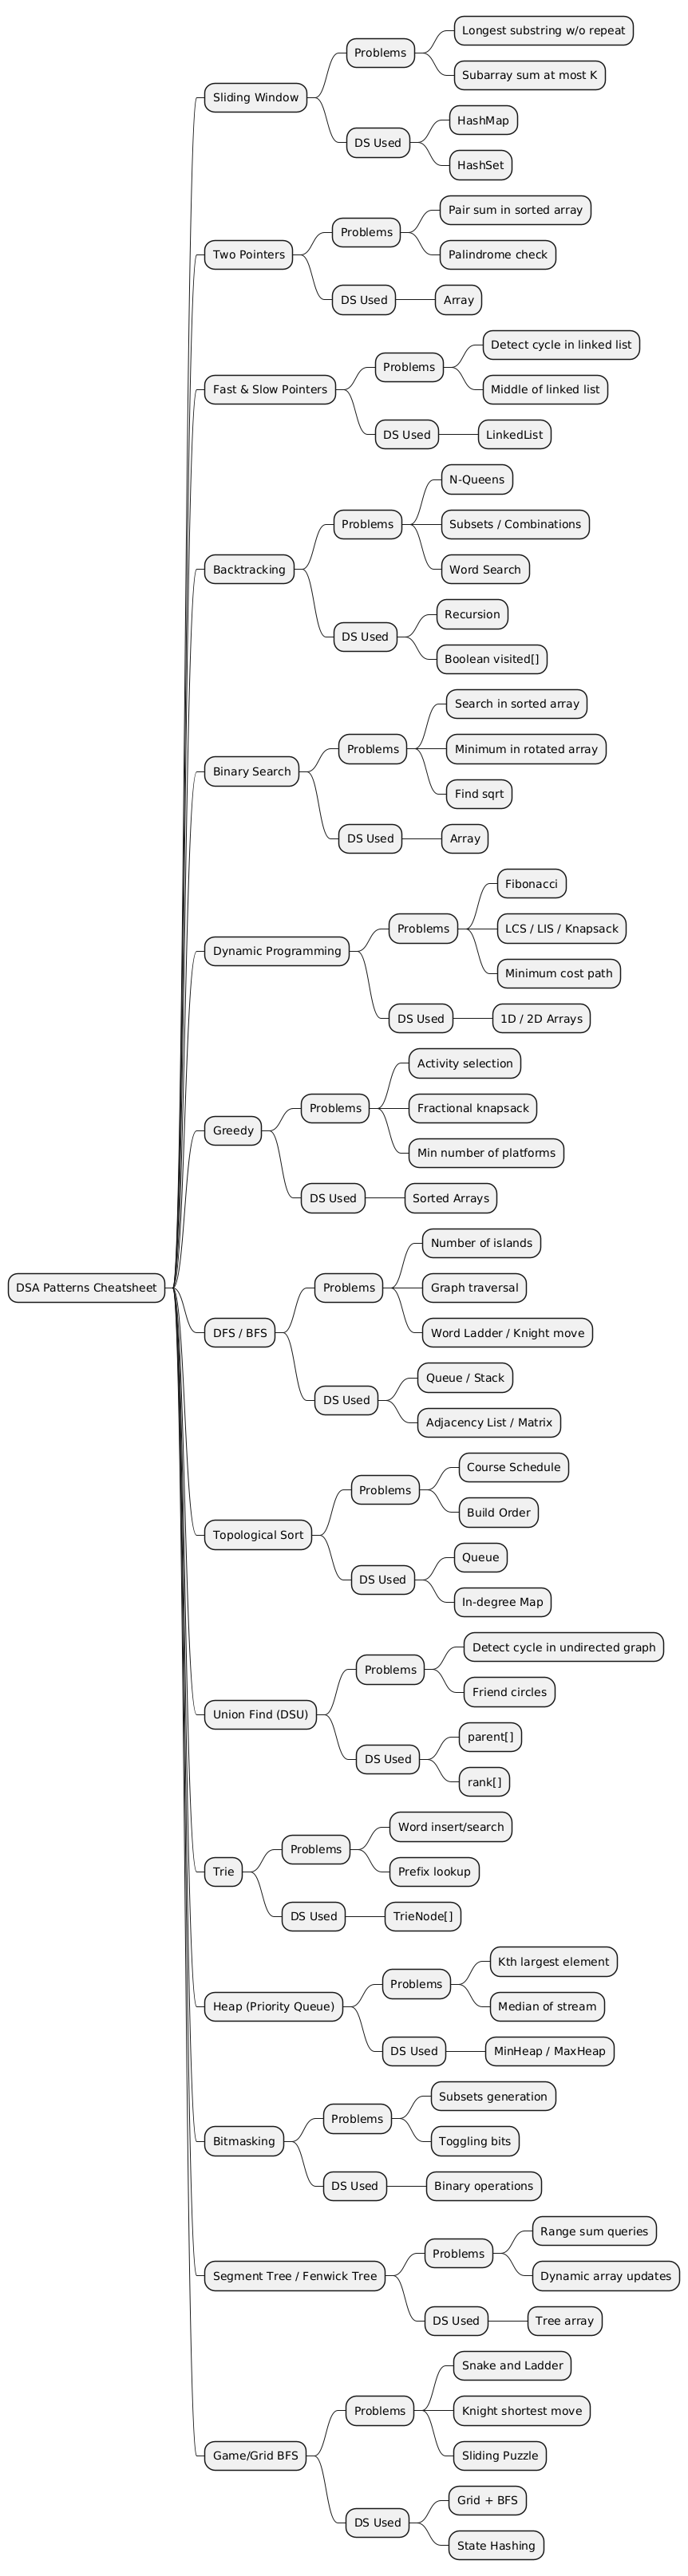 DSA Patterns Cheatsheet
Sliding Window
Problems
Longest substring w/o repeat
Subarray sum at most K
DS Used
HashMap
HashSet
Two Pointers
Problems
Pair sum in sorted array
Palindrome check
DS Used
Array
Fast & Slow Pointers
Problems
Detect cycle in linked list
Middle of linked list
DS Used
LinkedList
Backtracking
Problems
N-Queens
Subsets / Combinations
Word Search
DS Used
Recursion
Boolean visited[]
Binary Search
Problems
Search in sorted array
Minimum in rotated array
Find sqrt
DS Used
Array
Dynamic Programming
Problems
Fibonacci
LCS / LIS / Knapsack
Minimum cost path
DS Used
1D / 2D Arrays
Greedy
Problems
Activity selection
Fractional knapsack
Min number of platforms
DS Used
Sorted Arrays
DFS / BFS
Problems
Number of islands
Graph traversal
Word Ladder / Knight move
DS Used
Queue / Stack
Adjacency List / Matrix
Topological Sort
Problems
Course Schedule
Build Order
DS Used
Queue
In-degree Map
Union Find (DSU)
Problems
Detect cycle in undirected graph
Friend circles
DS Used
parent[]
rank[]
Trie
Problems
Word insert/search
Prefix lookup
DS Used
TrieNode[]
Heap (Priority Queue)
Problems
Kth largest element
Median of stream
DS Used
MinHeap / MaxHeap
Bitmasking
Problems
Subsets generation
Toggling bits
DS Used
Binary operations
Segment Tree / Fenwick Tree
Problems
Range sum queries
Dynamic array updates
DS Used
Tree array
Game/Grid BFS
Problems
Snake and Ladder
Knight shortest move
Sliding Puzzle
DS Used
Grid + BFS
State Hashing